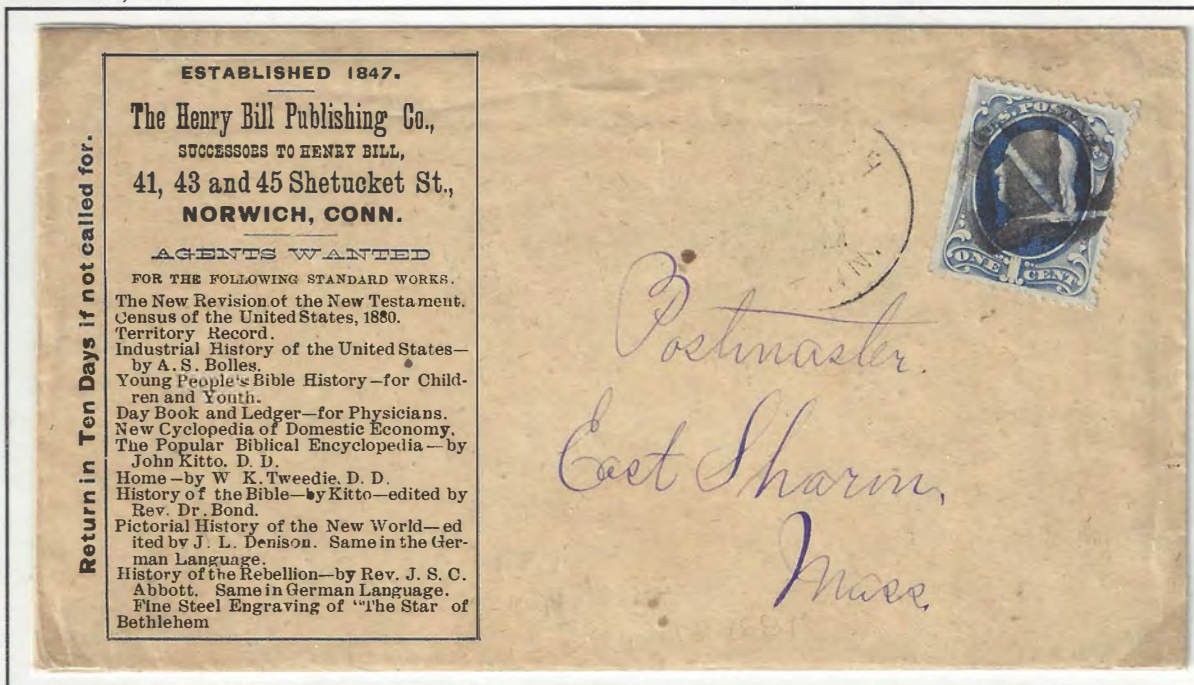 Return in Ten Days if not called for.
ESTABLISHED 1847.
The Henry Bill Publishing Co.,
SUCCESSORS TO HENRY BILL,
41, 43 and 45 Shetucket St.,
NORWICH, CONN.
AGENTS WANTED
FOR THE FOLLOWING STANDARD WORKS.
The New Revision of the New Testament.
Census of the United States, 1880.
Territory Record.
Industrial History of the United States—
by A. S. Bolles.
Young People's Bible History—for Child-
ren and Youth.
Day Book and Ledger—for Physicians.
New Cyclopedia of Domestic Economy.
The Popular Biblical Encyclopedia—by
John Kitto, D. D.
Home—by W K. Tweedie, D. D.
History of the Bible—by Kitto—edited by
Rev. Dr. Bond.
Pictorial History of the New World—ed
ited by J. L. Denison. Same in the Ger-
man Language.
History of the Rebellion—by Rev. J. S. C.
Abbott. Same in German Language.
Fine Steel Engraving of "The Star of
Bethlehem
U.S. POSTAGE
ONE 1 CENT
Postmaster.
East Sharon,
Mass.